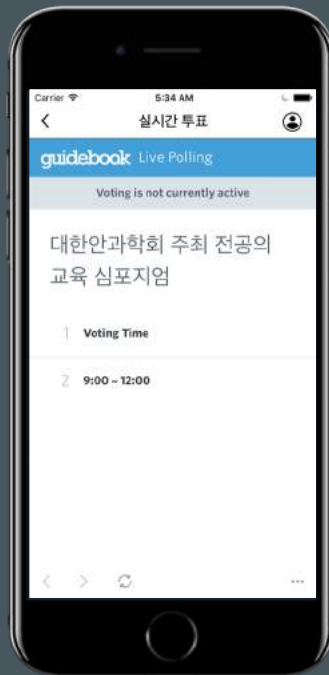 Carrier 5:34 AM
실시간 투표
guidebook Live Polling
Voting is not currently active
대한안과학회 주최 전공의
교육 심포지엄
1 Voting Time
2 9:00 ~ 12:00